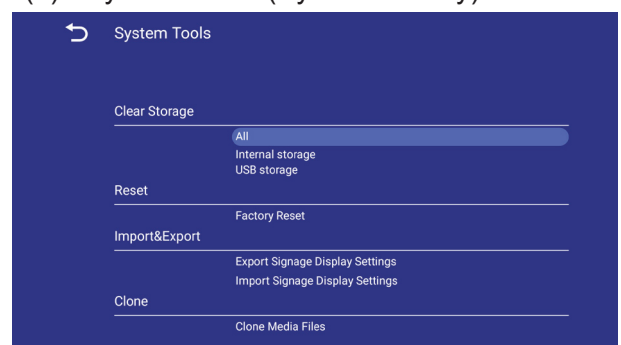 System Tools
Clear Storage
All
Internal storage
USB storage
Reset
Factory Reset
Import&Export
Export Signage Display Settings
Import Signage Display Settings
Clone
Clone Media Files